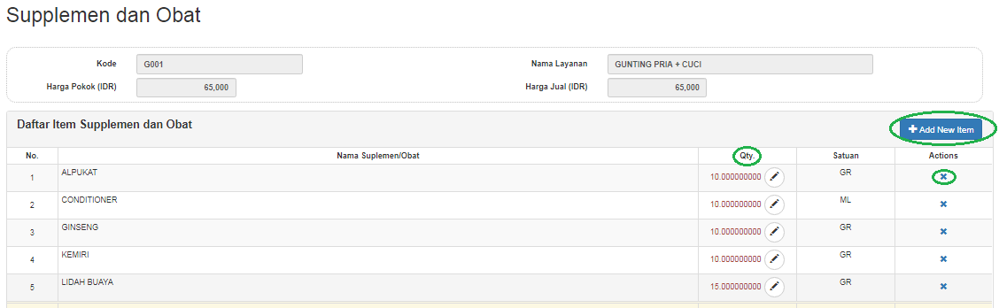 Supplemen dan Obat
Kode G001 Nama Layanan GUNTING PRIA + CUCI
Harga Pokok (IDR) 65,000 Harga Jual (IDR) 65,000
Daftar Item Supplemen dan Obat Add New Item
No. Nama Suplemen/Obat Qty. Satuan Actions
1 ALPUKAT 10.000000000 GR
2 CONDITIONER 10.000000000 ML
3 GINSENG 10.000000000 GR
4 KEMIRI 10.000000000 GR
5 LIDAH BUAYA 15.000000000 GR